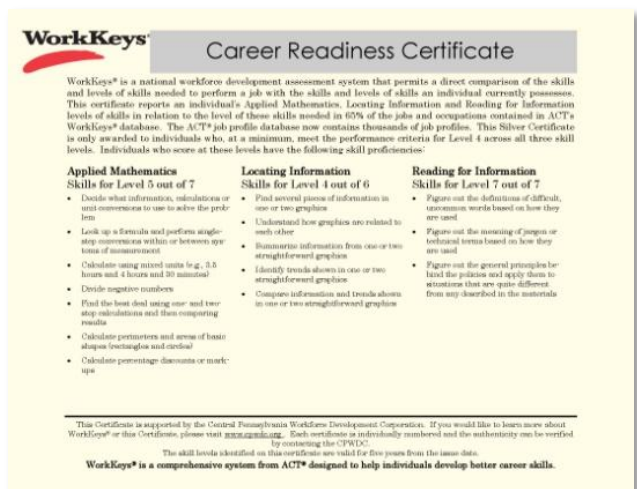 WorkKeys®
Career Readiness Certificate
WorkKeys® is a national workforce development assessment system that permits a direct comparison of the skills
and levels of skills needed to perform a job with the skills and levels of skills an individual currently possesses.
This certificate reports an individual's Applied Mathematics, Locating Information and Reading for Information
levels of skills in relation to the level of these skills needed in 65% of the jobs and occupations contained in ACT's
WorkKeys® database. The ACT® job profile database now contains thousands of job profiles. This Silver Certificate
is only awarded to individuals who, at a minimum, meet the performance criteria for Level 4 across all three skill
levels. Individuals who score at these levels have the following skill proficiencies:
Applied Mathematics
Skills for Level 5 out of 7
• Decide what information, calculations or
unit conversions to use to solve the prob-
lem
• Look up a formula and perform single-
step conversions within or between sys-
tems of measurement
• Calculate using mixed units (e.g., 3.5
hours and 4 hours and 30 minutes)
• Divide negative numbers
• Find the best deal using one- and two-
step calculations and then comparing
results
• Calculate perimeters and areas of basic
shapes (rectangles and circles)
• Calculate percentage discounts or mark-
ups
Locating Information
Skills for Level 4 out of 6
• Find several pieces of information in
one or two graphics
• Understand how graphics are related to
each other
• Summarize information from one or two
straightforward graphics
• Identify trends shown in one or two
straightforward graphics
• Compare information and trends shown
in one or two straightforward graphics
Reading for Information
Skills for Level 7 out of 7
• Figure out the definitions of difficult,
uncommon words based on how they
are used
• Figure out the meaning of jargon or
technical terms based on how they
are used
• Figure out the general principles be-
hind the policies and apply them to
situations that are quite different
from any described in the materials
This Certificate is supported by the Central Pennsylvania Workforce Development Corporation. If you would like to learn more about
WorkKeys® or this Certificate, please visit www.cpwdc.org. Each certificate is individually numbered and the authenticity can be verified
by contacting the CPWDC.
The skill levels identified on this certificate are valid for five years from the issue date.
WorkKeys® is a comprehensive system from ACT® designed to help individuals develop better career skills.